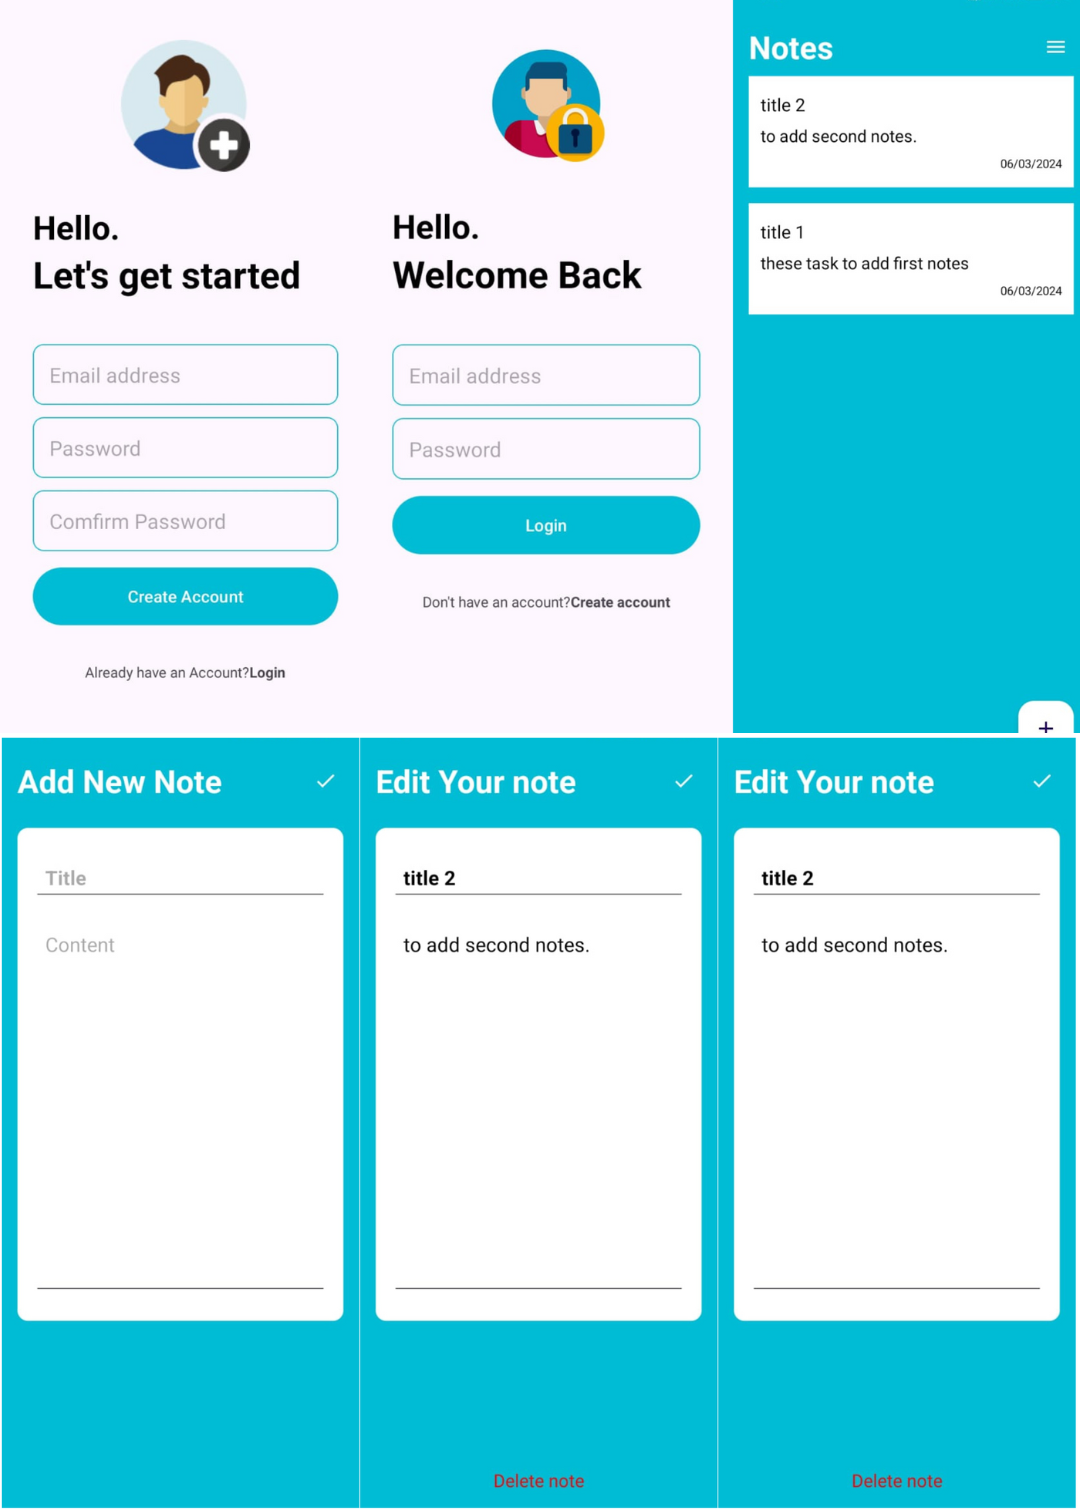 Hello.
Let's get started
Email address
Password
Comfirm Password
Create Account
Already have an Account?Login
Hello.
Welcome Back
Email address
Password
Login
Don't have an account?Create account
Notes
title 2
to add second notes.
06/03/2024
title 1
these task to add first notes
06/03/2024
+
Add New Note
Title
Content
Edit Your note
title 2
to add second notes.
Delete note
Edit Your note
title 2
to add second notes.
Delete note